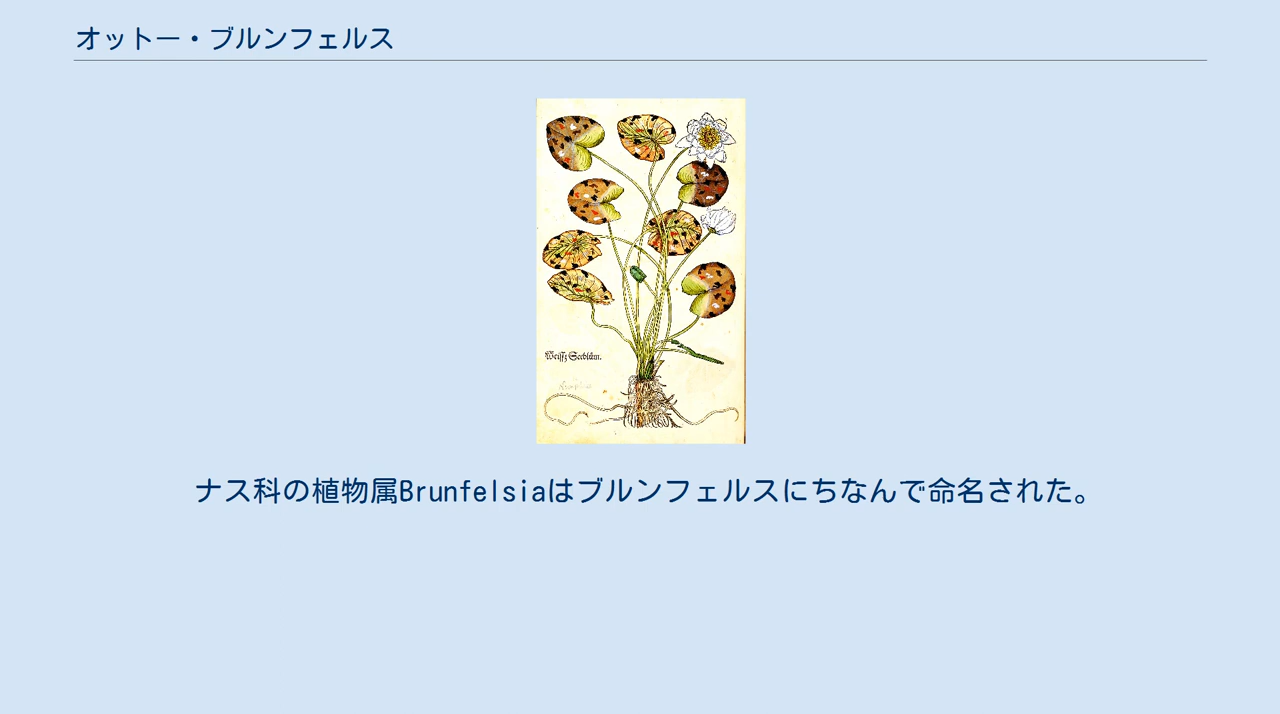 オットー・ブルンフェルス
Weissz Seeblům.
ナス科の植物属Brunfelsiaはブルンフェルスにちなんで命名された。